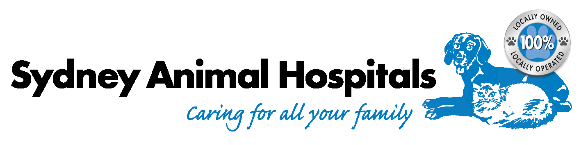 LOCALLY OWNED
100%
LOCALLY OPERATED
Sydney Animal Hospitals
Caring for all your family